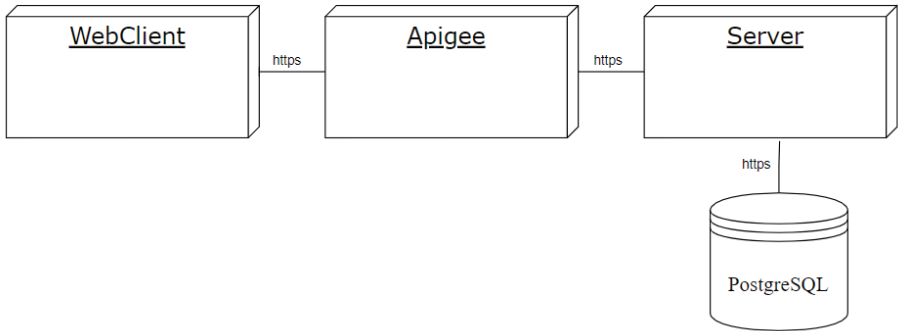 WebClient
https
Apigee
https
Server
https
PostgreSQL